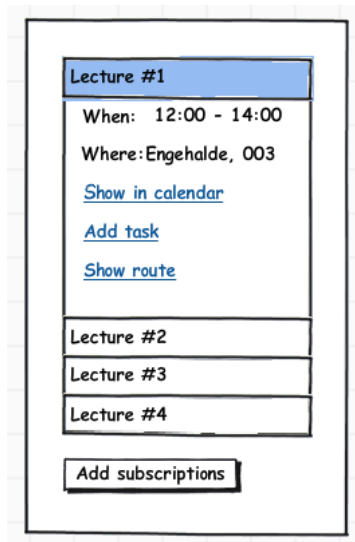 Lecture #1
When: 12:00 - 14:00
Where:Engehalde, 003
Show in calendar
Add task
Show route
Lecture #2
Lecture #3
Lecture #4
Add subscriptions